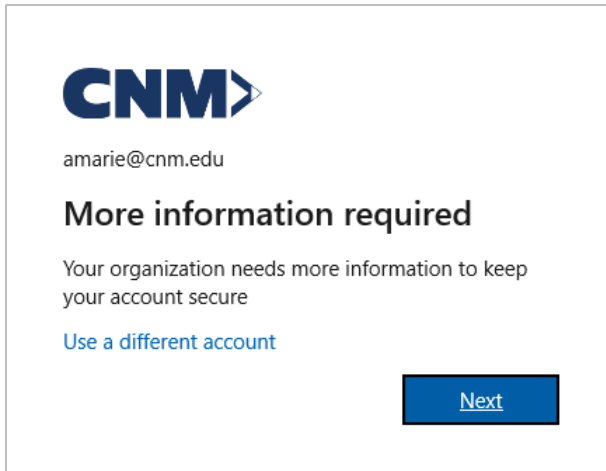 CNM
amarie@cnm.edu
More information required
Your organization needs more information to keep
your account secure
Use a different account
Next